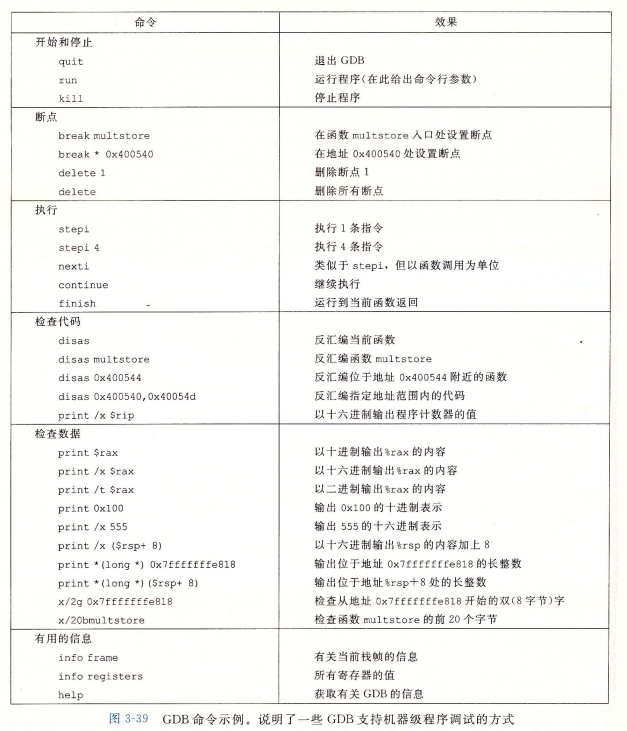 命令 效果
开始和停止
quit 退出 GDB
run 运行程序(在此给出命令行参数)
kill 停止程序
断点
break multstore 在函数 multstore 入口处设置断点
break * 0x400540 在地址 0x400540 处设置断点
delete 1 删除断点 1
delete 删除所有断点
执行
stepi 执行 1 条指令
stepi 4 执行 4 条指令
nexti 类似于 stepi，但以函数调用为单位
continue 继续执行
finish 运行到当前函数返回
检查代码
disas 反汇编当前函数
disas multstore 反汇编函数 multstore
disas 0x400544 反汇编位于地址 0x400544 附近的函数
disas 0x400540,0x40054d 反汇编指定地址范围内的代码
print /x $rip 以十六进制输出程序计数器的值
检查数据
print $rax 以十进制输出%rax 的内容
print /x $rax 以十六进制输出%rax 的内容
print /t $rax 以二进制输出%rax 的内容
print 0x100 输出 0x100 的十进制表示
print /x 555 输出 555 的十六进制表示
print /x ($rsp+ 8) 以十六进制输出%rsp 的内容加上 8
print *(long *) 0x7fffffffe818 输出位于地址 0x7fffffffe818 的长整数
print *(long *)($rsp+ 8) 输出位于地址%rsp+8 处的长整数
x/2g 0x7fffffffe818 检查从地址 0x7fffffffe818 开始的双(8 字节)字
x/20bmultstore 检查函数 multstore 的前 20 个字节
有用的信息
info frame 有关当前栈帧的信息
info registers 所有寄存器的值
help 获取有关 GDB 的信息
图 3-39 GDB 命令示例。说明了一些 GDB 支持机器级程序调试的方式